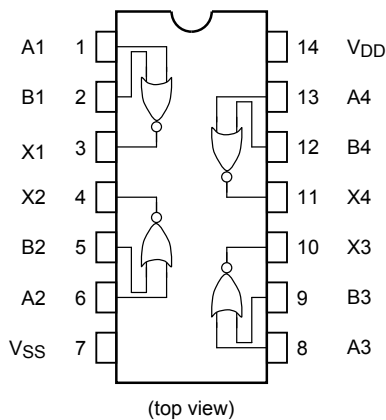 A1 1 14 VDD
B1 2 13 A4
X1 3 12 B4
X2 4 11 X4
B2 5 10 X3
A2 6 9 B3
VSS 7 8 A3
(top view)